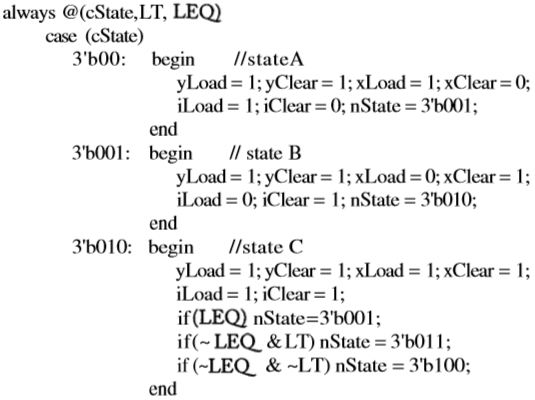 always @(cState,LT, LEQ)
case (cState)
3'b00: begin //stateA
yLoad = 1; yClear = 1; xLoad = 1; xClear = 0;
iLoad = 1; iClear = 0; nState = 3'b001;
end
3'b001: begin // state B
yLoad = 1; yClear = 1; xLoad = 0; xClear = 1;
iLoad = 0; iClear = 1; nState = 3'b010;
end
3'b010: begin //state C
yLoad = 1; yClear = 1; xLoad = 1; xClear = 1;
iLoad = 1; iClear = 1;
if(LEQ) nState=3'b001;
if(~ LEQ & LT) nState = 3'b011;
if (~LEQ & ~LT) nState = 3'b100;
end